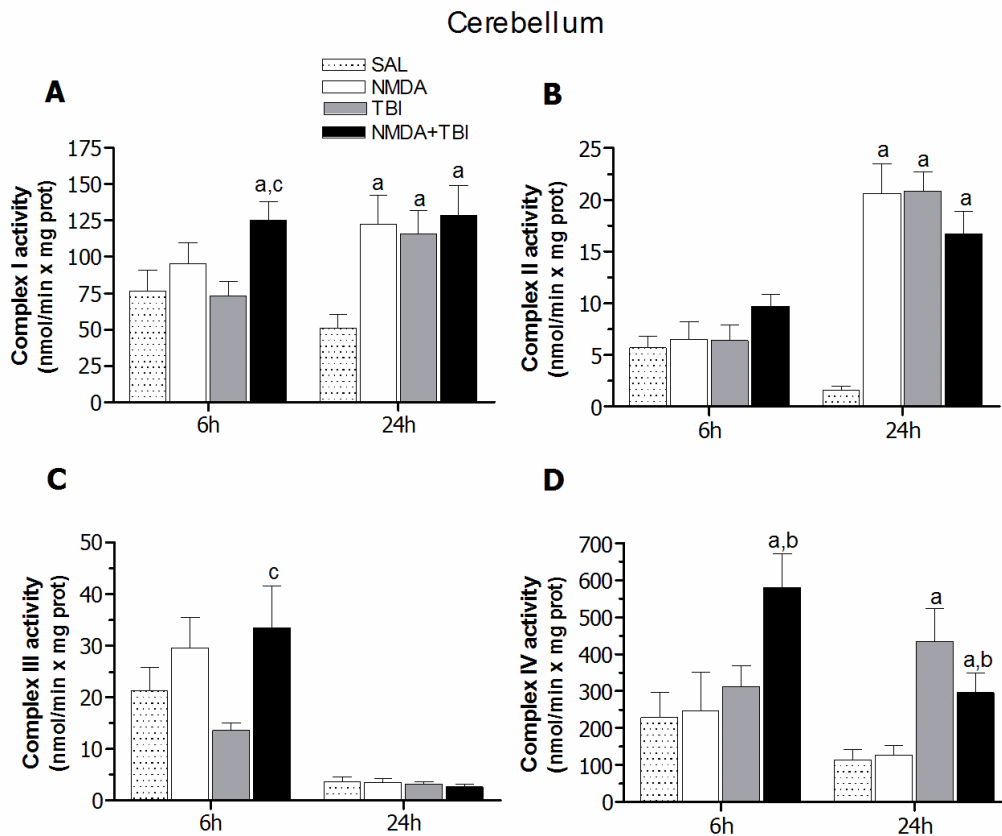 Cerebellum
SAL
NMDA
TBI
NMDA+TBI
A
Complex I activity
(nmol/min x mg prot)
175
150
125
100
75
50
25
0
a,c
a
a
a
6h
24h
B
Complex II activity
(nmol/min x mg prot)
25
20
15
10
5
0
a
a
a
6h
24h
C
Complex III activity
(nmol/min x mg prot)
50
40
30
20
10
0
c
6h
24h
D
Complex IV activity
(nmol/min x mg prot)
700
600
500
400
300
200
100
0
a,b
a
a,b
6h
24h